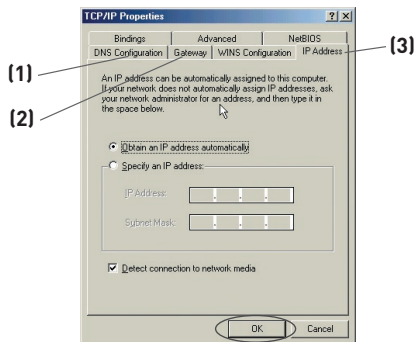 TCP/IP Properties
Bindings Advanced NetBIOS
DNS Configuration Gateway WINS Configuration IP Address
(1)
(2)
(3)
An IP address can be automatically assigned to this computer.
If your network does not automatically assign IP addresses, ask
your network administrator for an address, and then type it in
the space below.
Obtain an IP address automatically
Specify an IP address:
IP Address:
Subnet Mask:
Detect connection to network media
OK Cancel